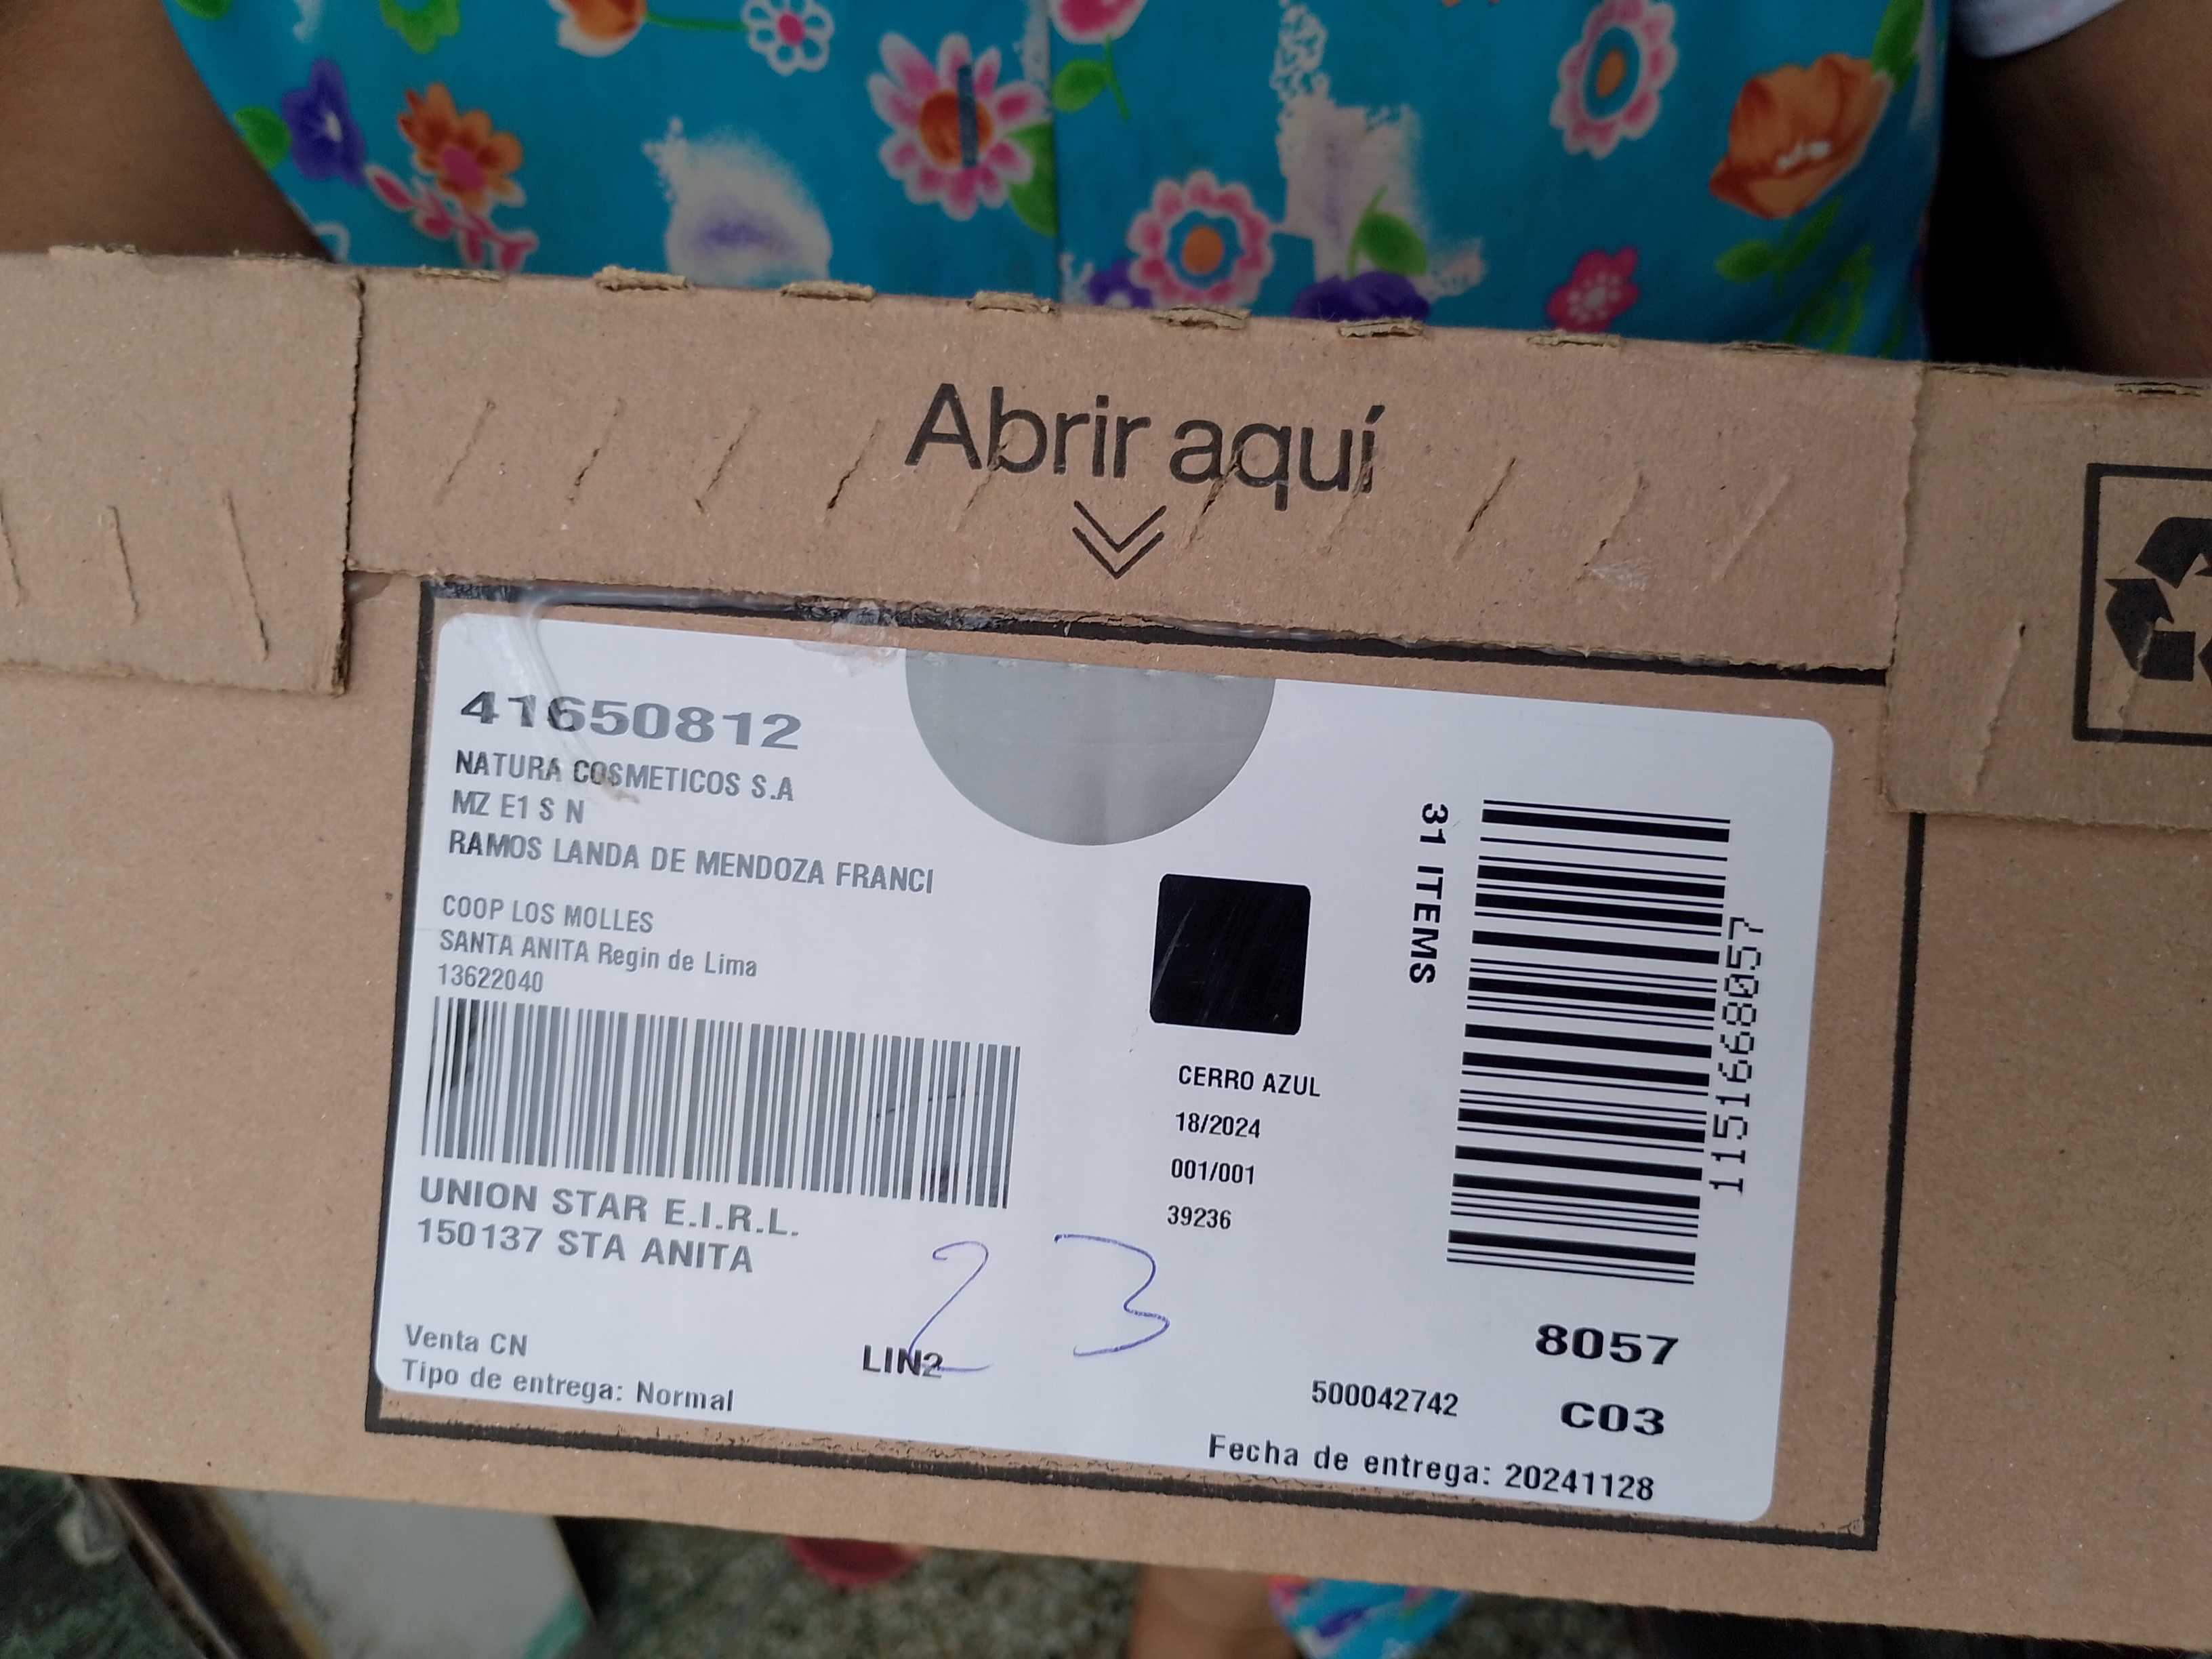 Abrir aquí
41650812
NATURA COSMETICOS S.A
MZ E1 S N
RAMOS LANDA DE MENDOZA FRANCI
COOP LOS MOLLES
SANTA ANITA Regin de Lima
13622040
UNION STAR E.I.R.L.
150137 STA ANITA
Venta CN
Tipo de entrega: Normal
LIN2
23
CERRO AZUL
18/2024
001/001
39236
31 ITEMS
1151668057
8057
500042742
C03
Fecha de entrega: 20241128